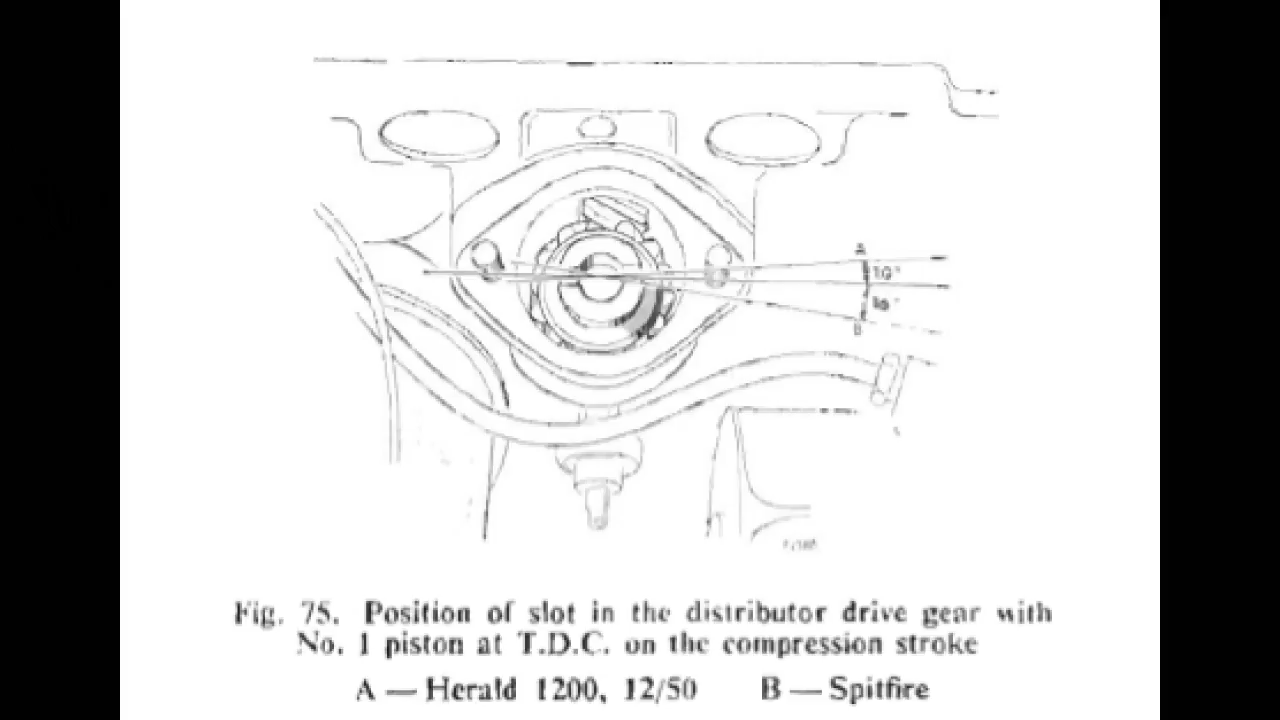 A
10°
10°
B
Fig. 75. Position of slot in the distributor drive gear with
No. 1 piston at T.D.C. on the compression stroke
A — Herald 1200, 12/50 B — Spitfire